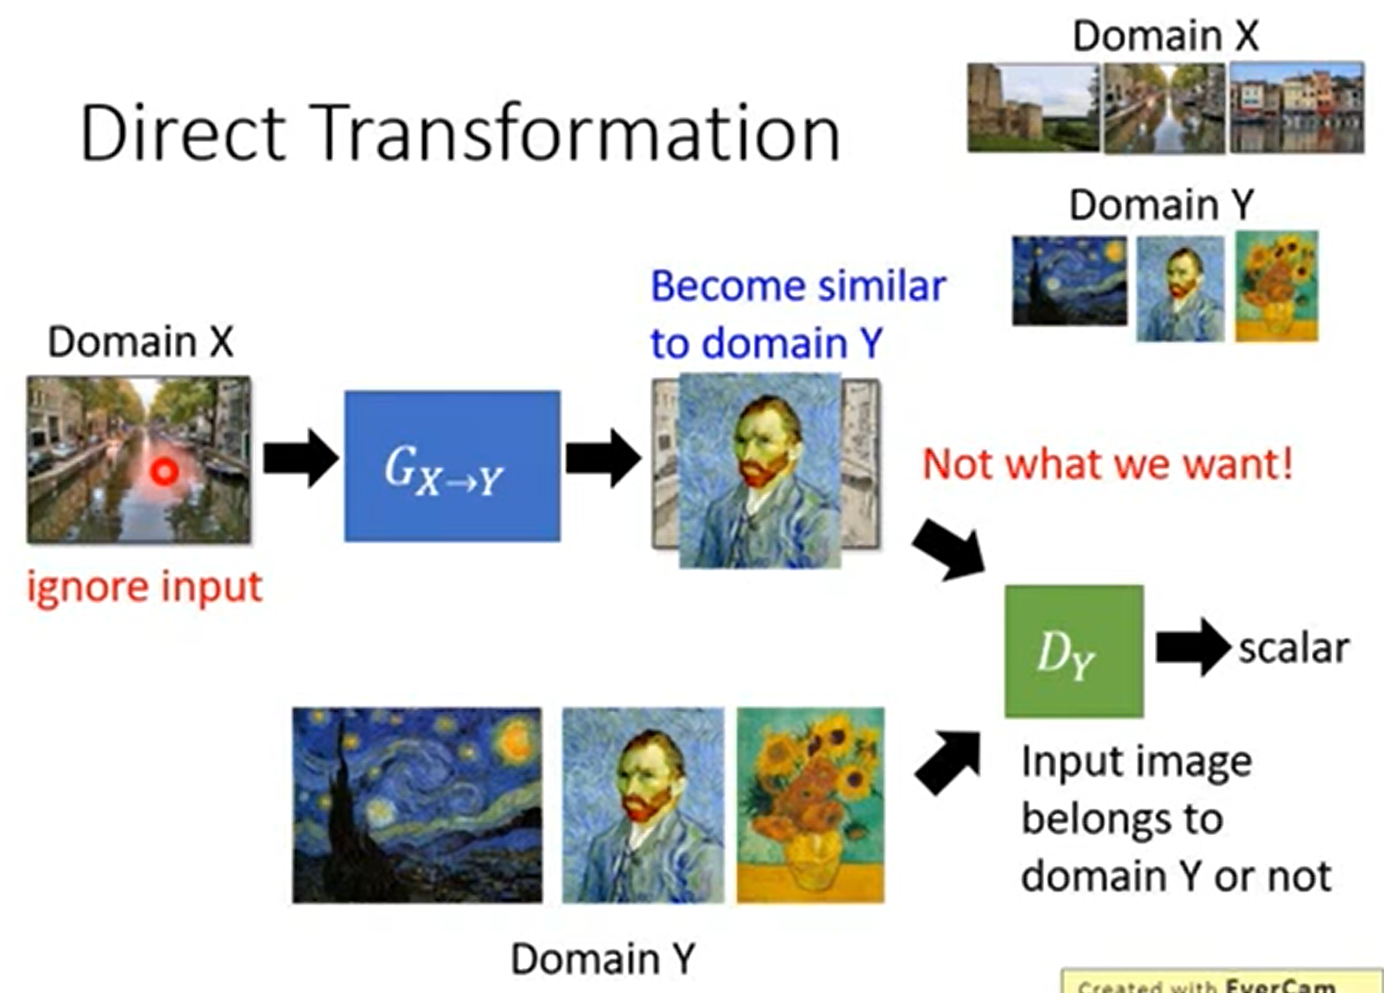 Direct Transformation
Domain X
Domain Y
Become similar
to domain Y
Domain X
G_{X→Y}
Not what we want!
ignore input
D_Y
scalar
Input image
belongs to
domain Y or not
Domain Y
Created with EverCam